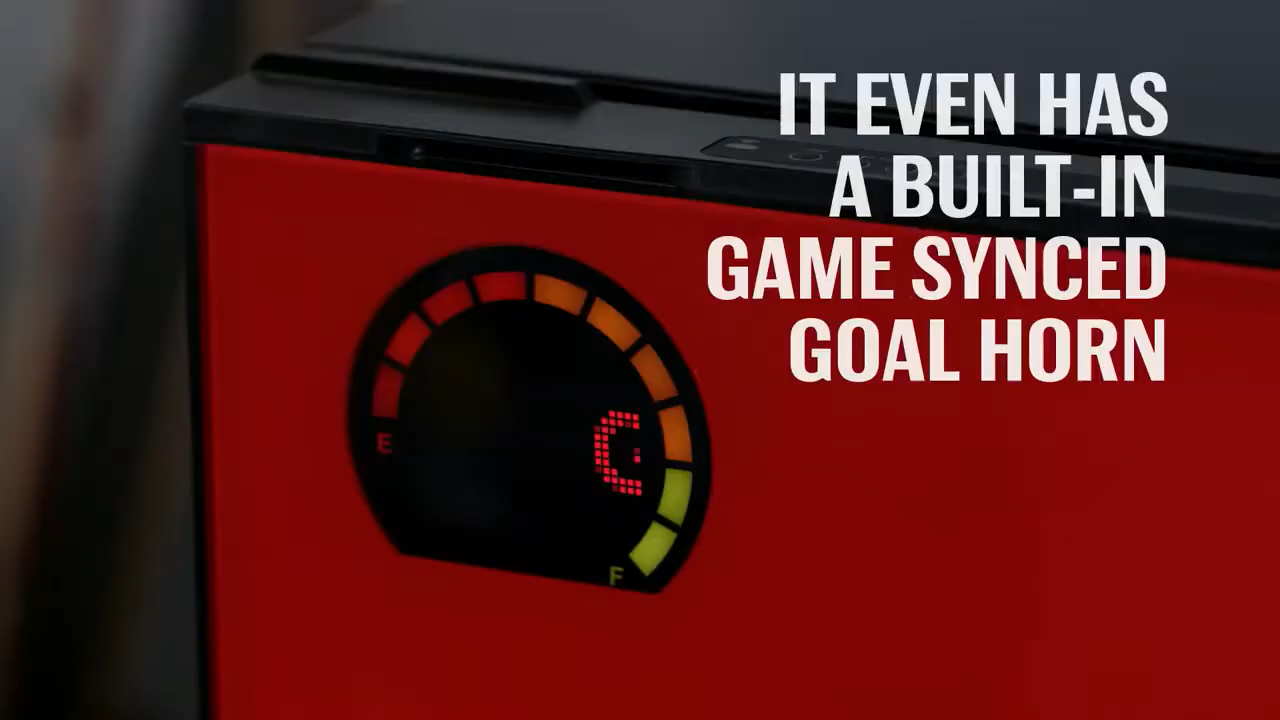 IT EVEN HAS
A BUILT-IN
GAME SYNCED
GOAL HORN
E
F